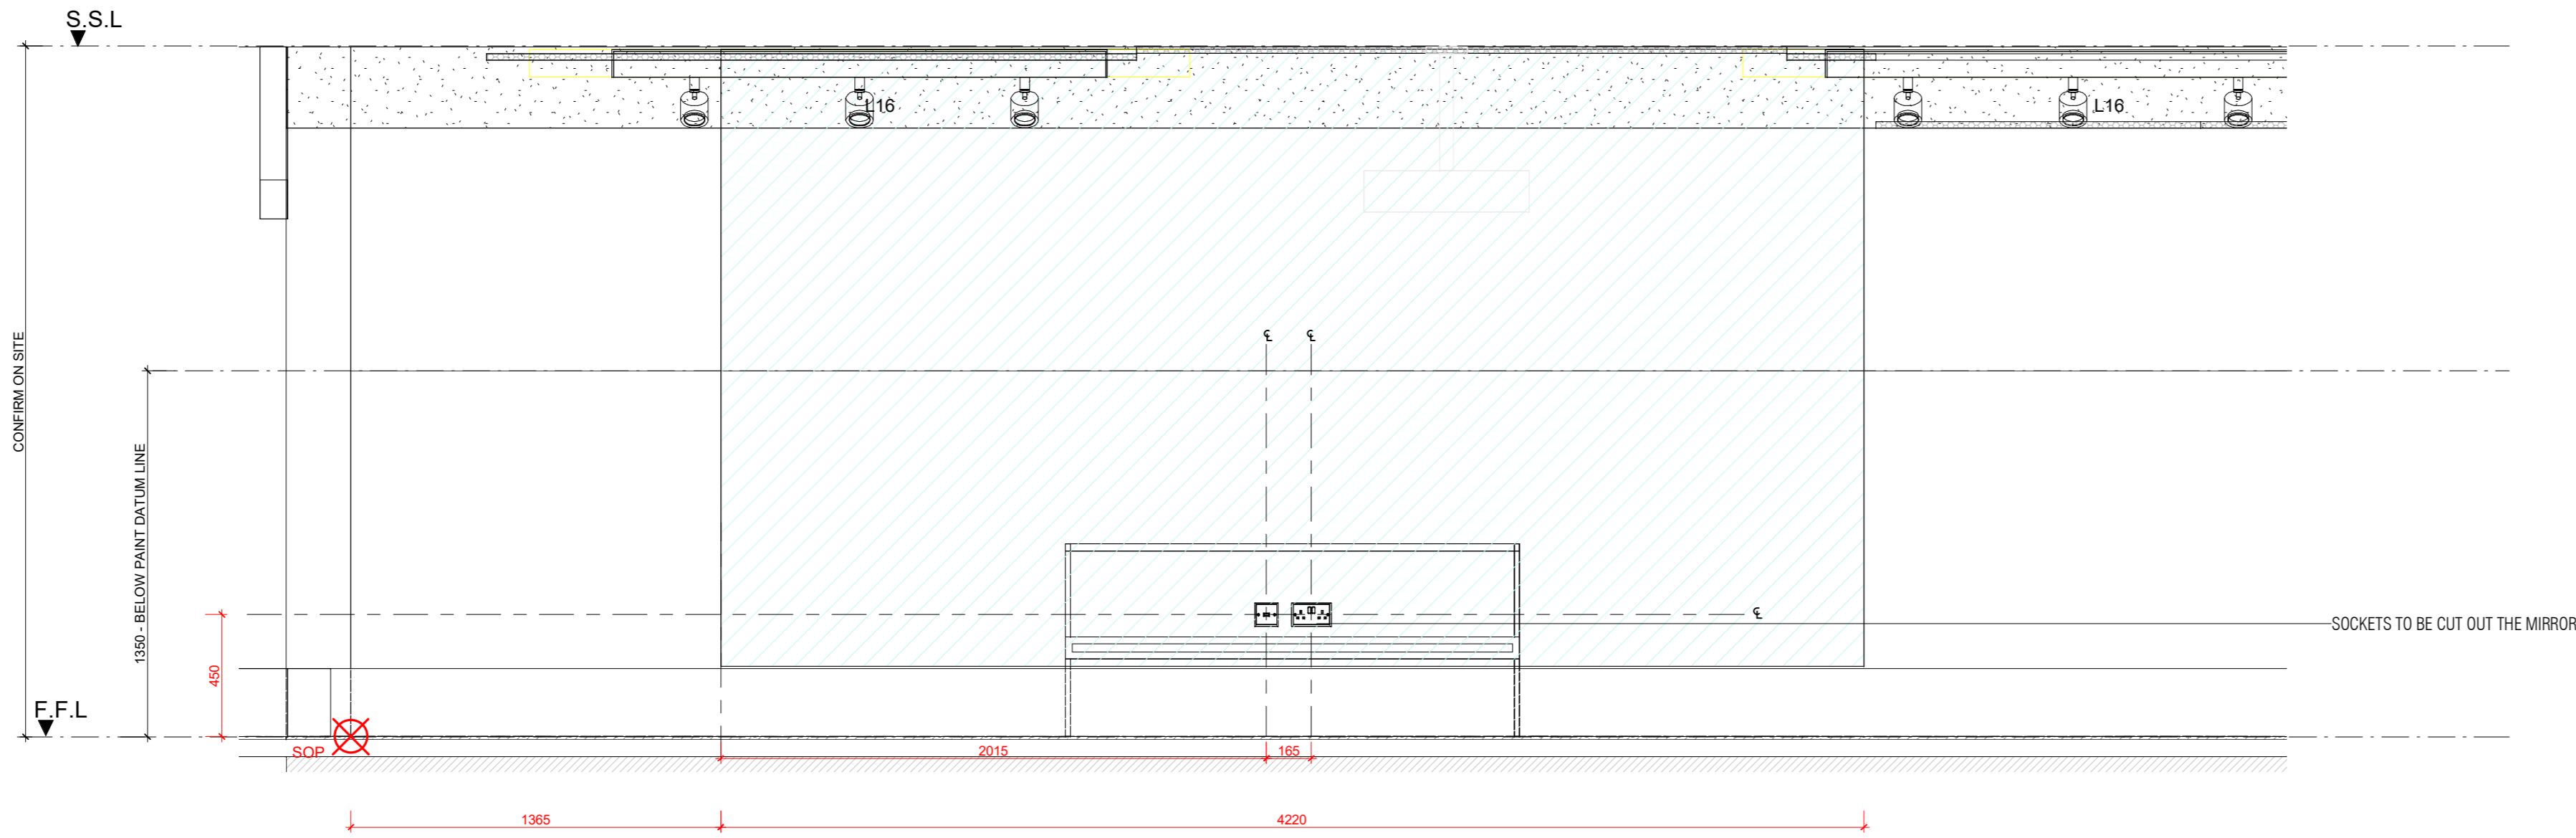 S.S.L
L16
L16
CONFIRM ON SITE
℄
℄
1350 - BELOW PAINT DATUM LINE
℄
SOCKETS TO BE CUT OUT THE MIRROR
450
F.F.L
SOP
2015
165
1365
4220